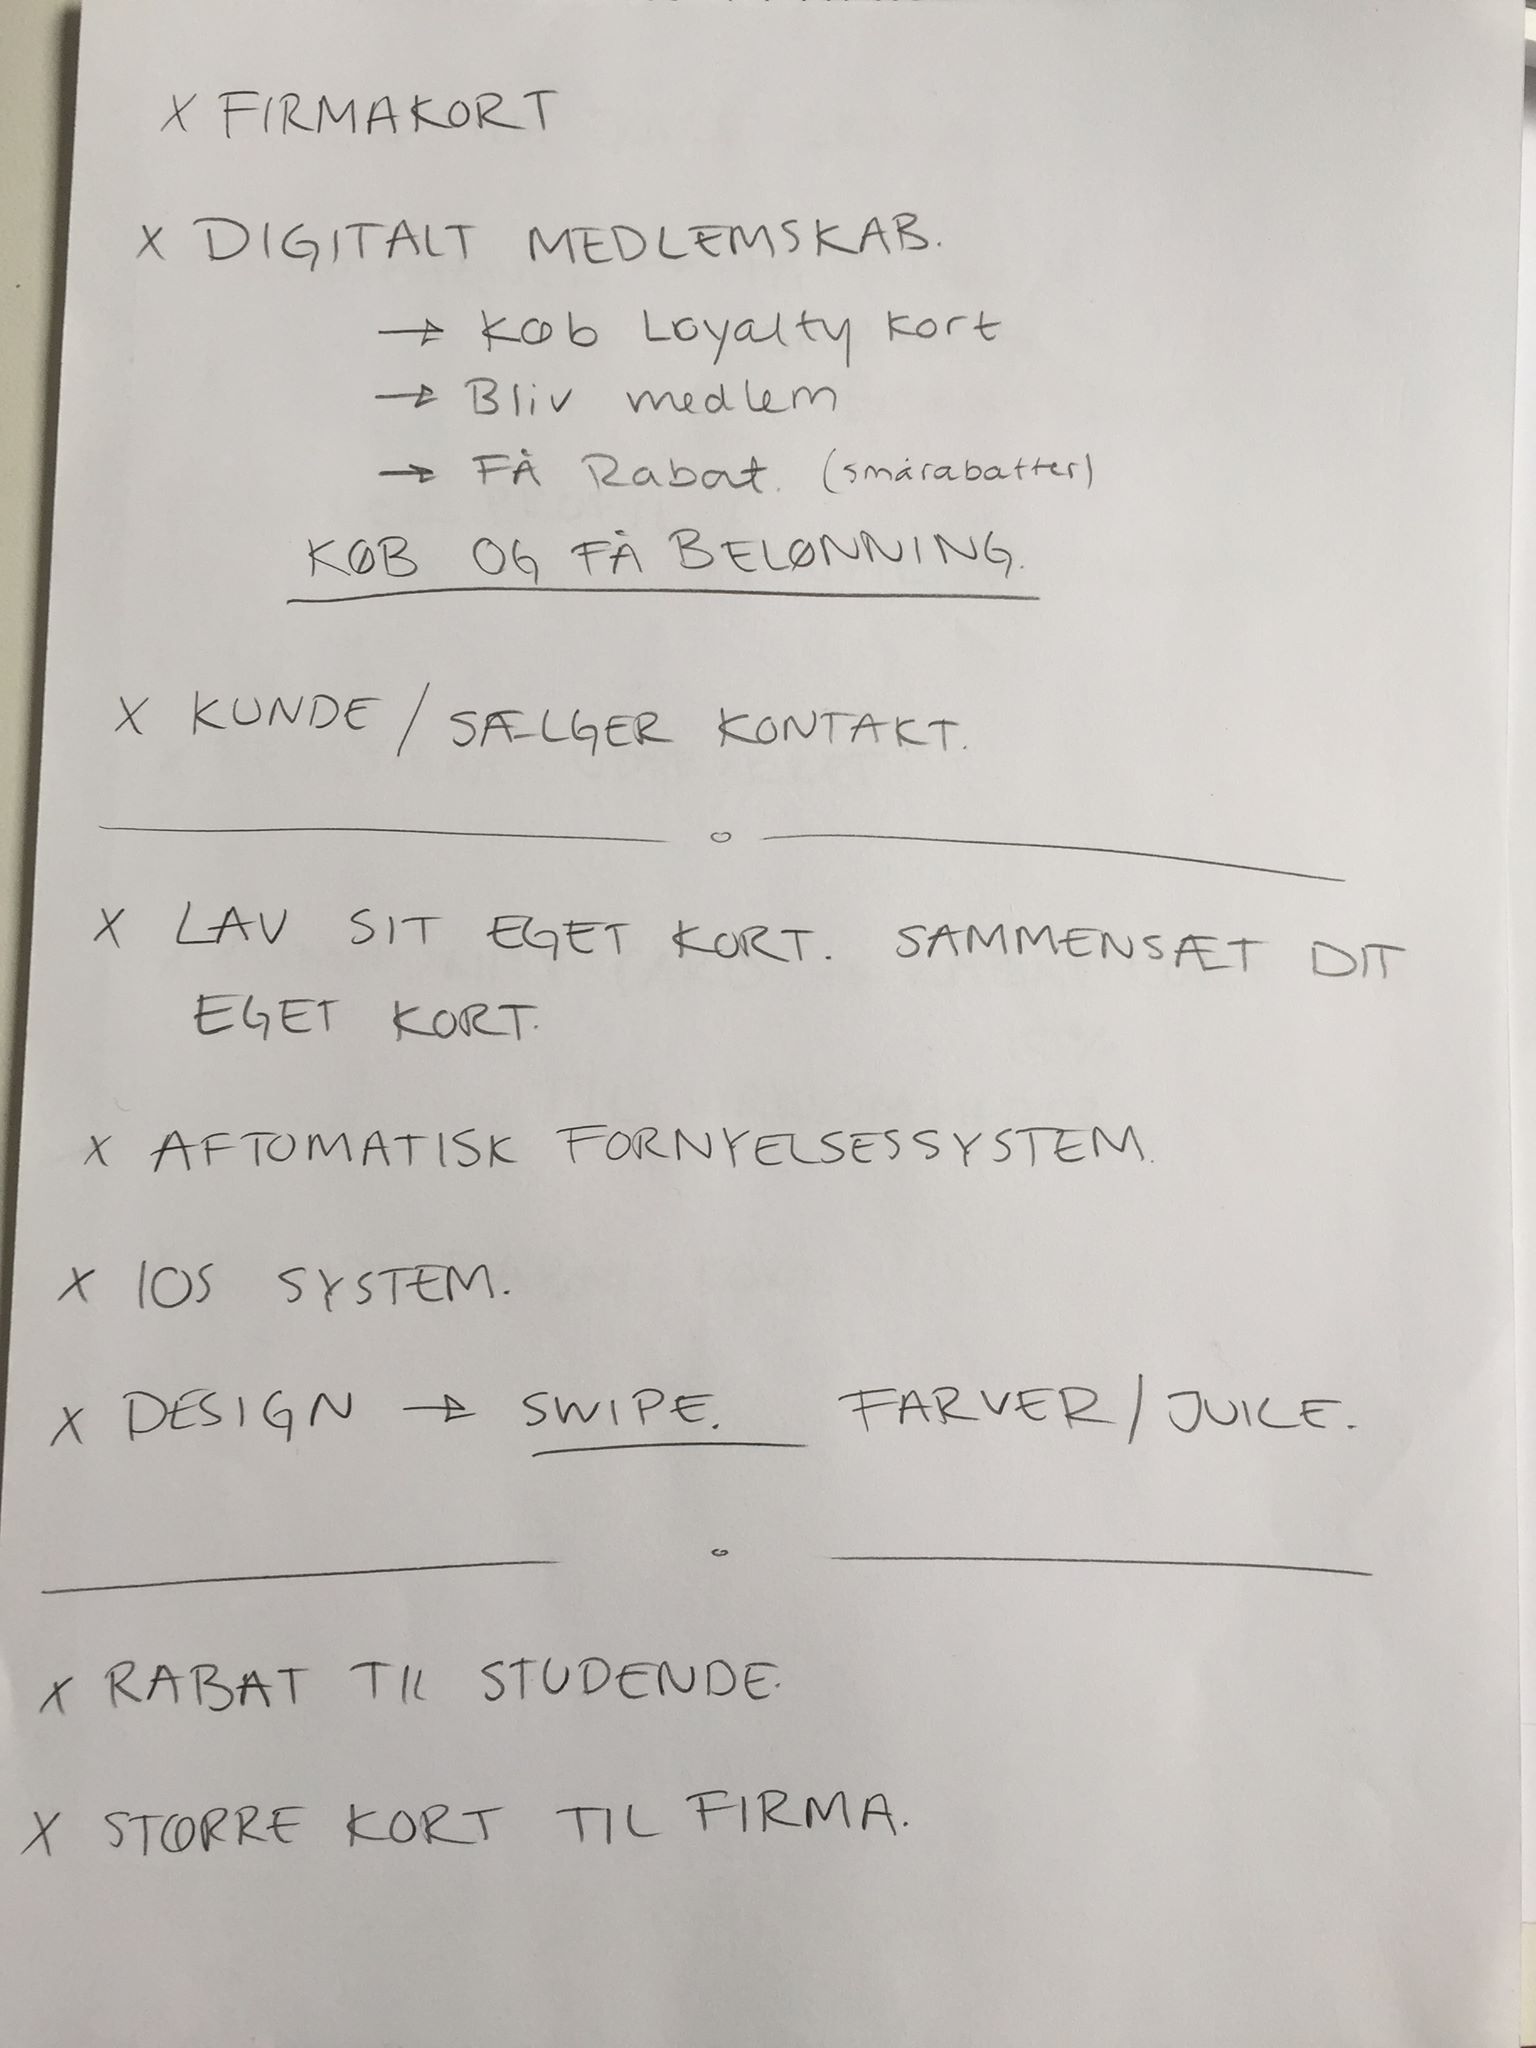 X FIRMAKORT
X DIGITALT MEDLEMSKAB.
→ Køb Loyalty kort
→ Bliv medlem
→ FÅ Rabat. (smårabatter)
KØB OG FÅ BELØNNING.
X KUNDE / SÆLGER KONTAKT.
X LAV SIT EGET KORT. SAMMENSÆT DIT
EGET KORT.
X AFTOMATISK FORNYELSESSYSTEM.
X IOS SYSTEM.
X DESIGN → SWIPE. FARVER/JUICE.
X RABAT TIL STUDENDE.
X STØRRE KORT TIL FIRMA.